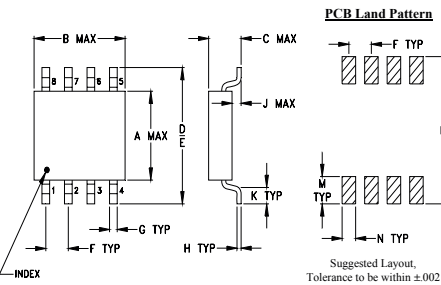 PCB Land Pattern
B MAX
C MAX
F TYP
8 7 6 5
J MAX
A MAX
D
E
K TYP
M
TYP
1 2 3 4
G TYP
F TYP
H TYP
N TYP
INDEX
Suggested Layout,
Tolerance to be within ±.002